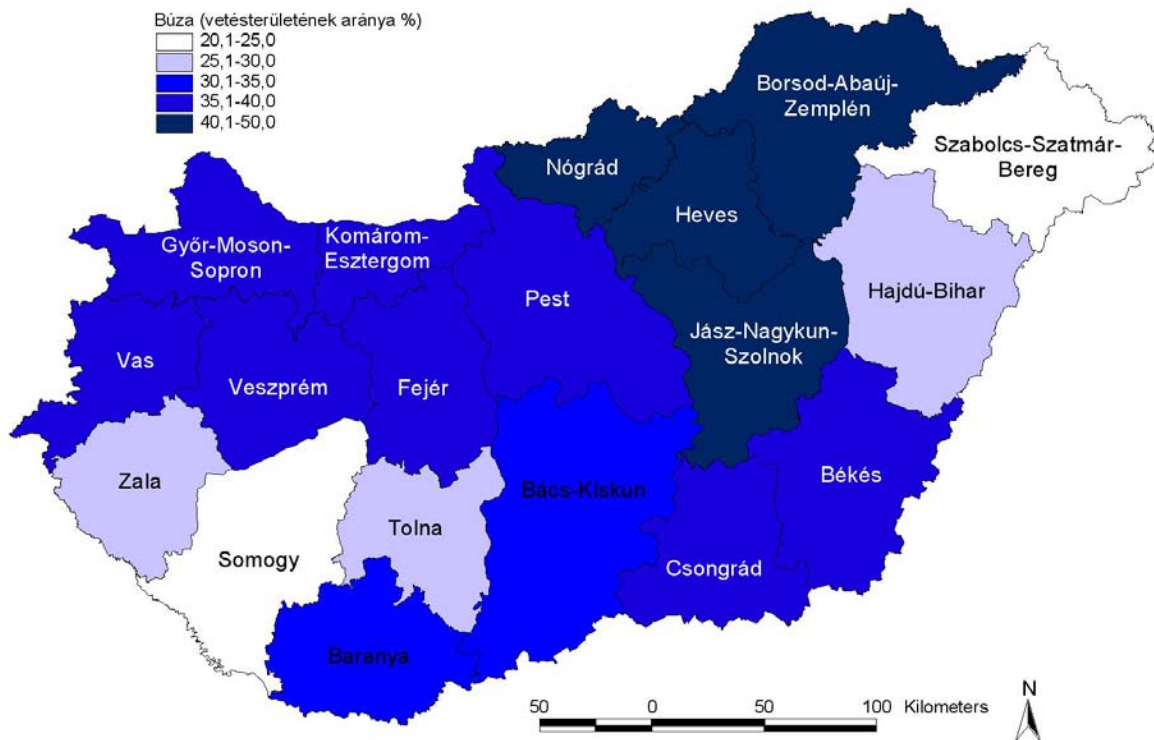 Búza (vetésterületének aránya %)
20,1-25,0
25,1-30,0
30,1-35,0
35,1-40,0
40,1-50,0
Borsod-Abaúj-
Zemplén
Szabolcs-Szatmár-
Bereg
Nógrád
Heves
Győr-Moson-
Sopron
Komárom-
Esztergom
Pest
Hajdú-Bihar
Jász-Nagykun-
Szolnok
Vas
Veszprém
Fejér
Zala
Bács-Kiskun
Békés
Tolna
Somogy
Csongrád
Baranya
50 0 50 100 Kilometers
N